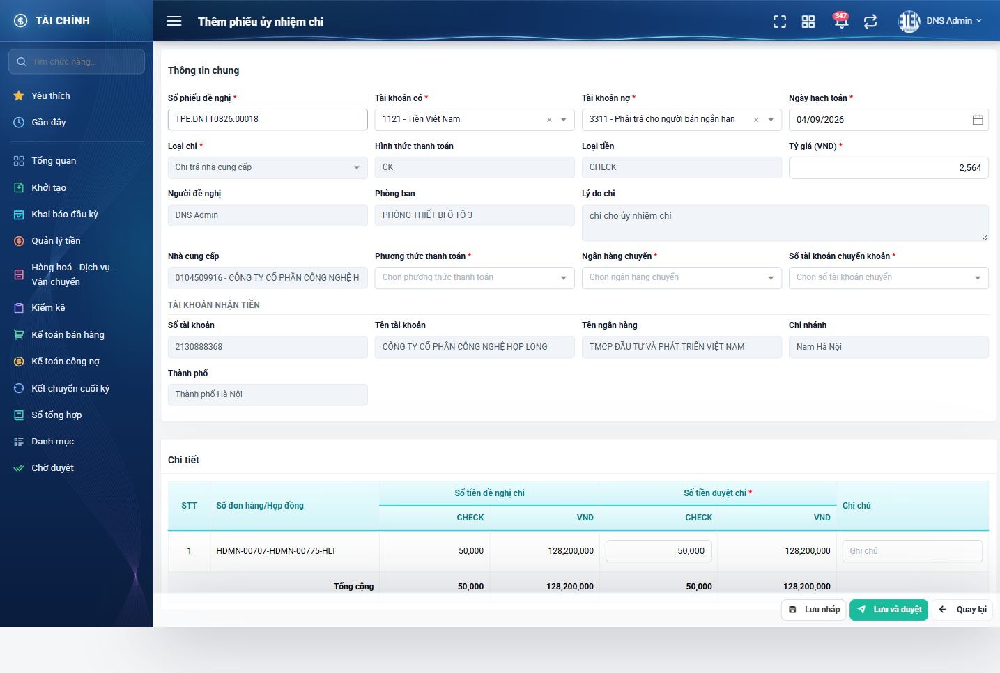 TÀI CHÍNH
Thêm phiếu ủy nhiệm chi
347
DNS Admin
Tìm chức năng...
Yêu thích
Gần đây
Tổng quan
Khởi tạo
Khai báo đầu kỳ
Quản lý tiền
Hàng hoá - Dịch vụ -
Vận chuyển
Kiểm kê
Kế toán bán hàng
Kế toán công nợ
Kết chuyển cuối kỳ
Sổ tổng hợp
Danh mục
Chờ duyệt
Thông tin chung
Số phiếu đề nghị * Tài khoản có * Tài khoản nợ * Ngày hạch toán *
TPE.DNTT0826.00018 1121 - Tiền Việt Nam × 3311 - Phải trả cho người bán ngắn hạn × 04/09/2026
Loại chi * Hình thức thanh toán Loại tiền Tỷ giá (VND) *
Chi trả nhà cung cấp CK CHECK 2,564
Người đề nghị Phòng ban Lý do chi
DNS Admin PHÒNG THIẾT BỊ Ô TÔ 3 chi cho ủy nhiệm chi
Nhà cung cấp Phương thức thanh toán * Ngân hàng chuyển * Số tài khoản chuyển khoản *
0104509916 - CÔNG TY CỔ PHẦN CÔNG NGHỆ H Chọn phương thức thanh toán Chọn ngân hàng chuyển Chọn số tài khoản chuyển
TÀI KHOẢN NHẬN TIỀN
Số tài khoản Tên tài khoản Tên ngân hàng Chi nhánh
2130888368 CÔNG TY CỔ PHẦN CÔNG NGHỆ HỢP LONG TMCP ĐẦU TƯ VÀ PHÁT TRIỂN VIỆT NAM Nam Hà Nội
Thành phố
Thành phố Hà Nội
Chi tiết
STT Số đơn hàng/Hợp đồng Số tiền đề nghị chi Số tiền duyệt chi * Ghi chú
CHECK VND CHECK VND
1 HDMN-00707-HDMN-00775-HLT 50,000 128,200,000 50,000 128,200,000 Ghi chú
Tổng cộng 50,000 128,200,000 50,000 128,200,000
Lưu nháp Lưu và duyệt Quay lại